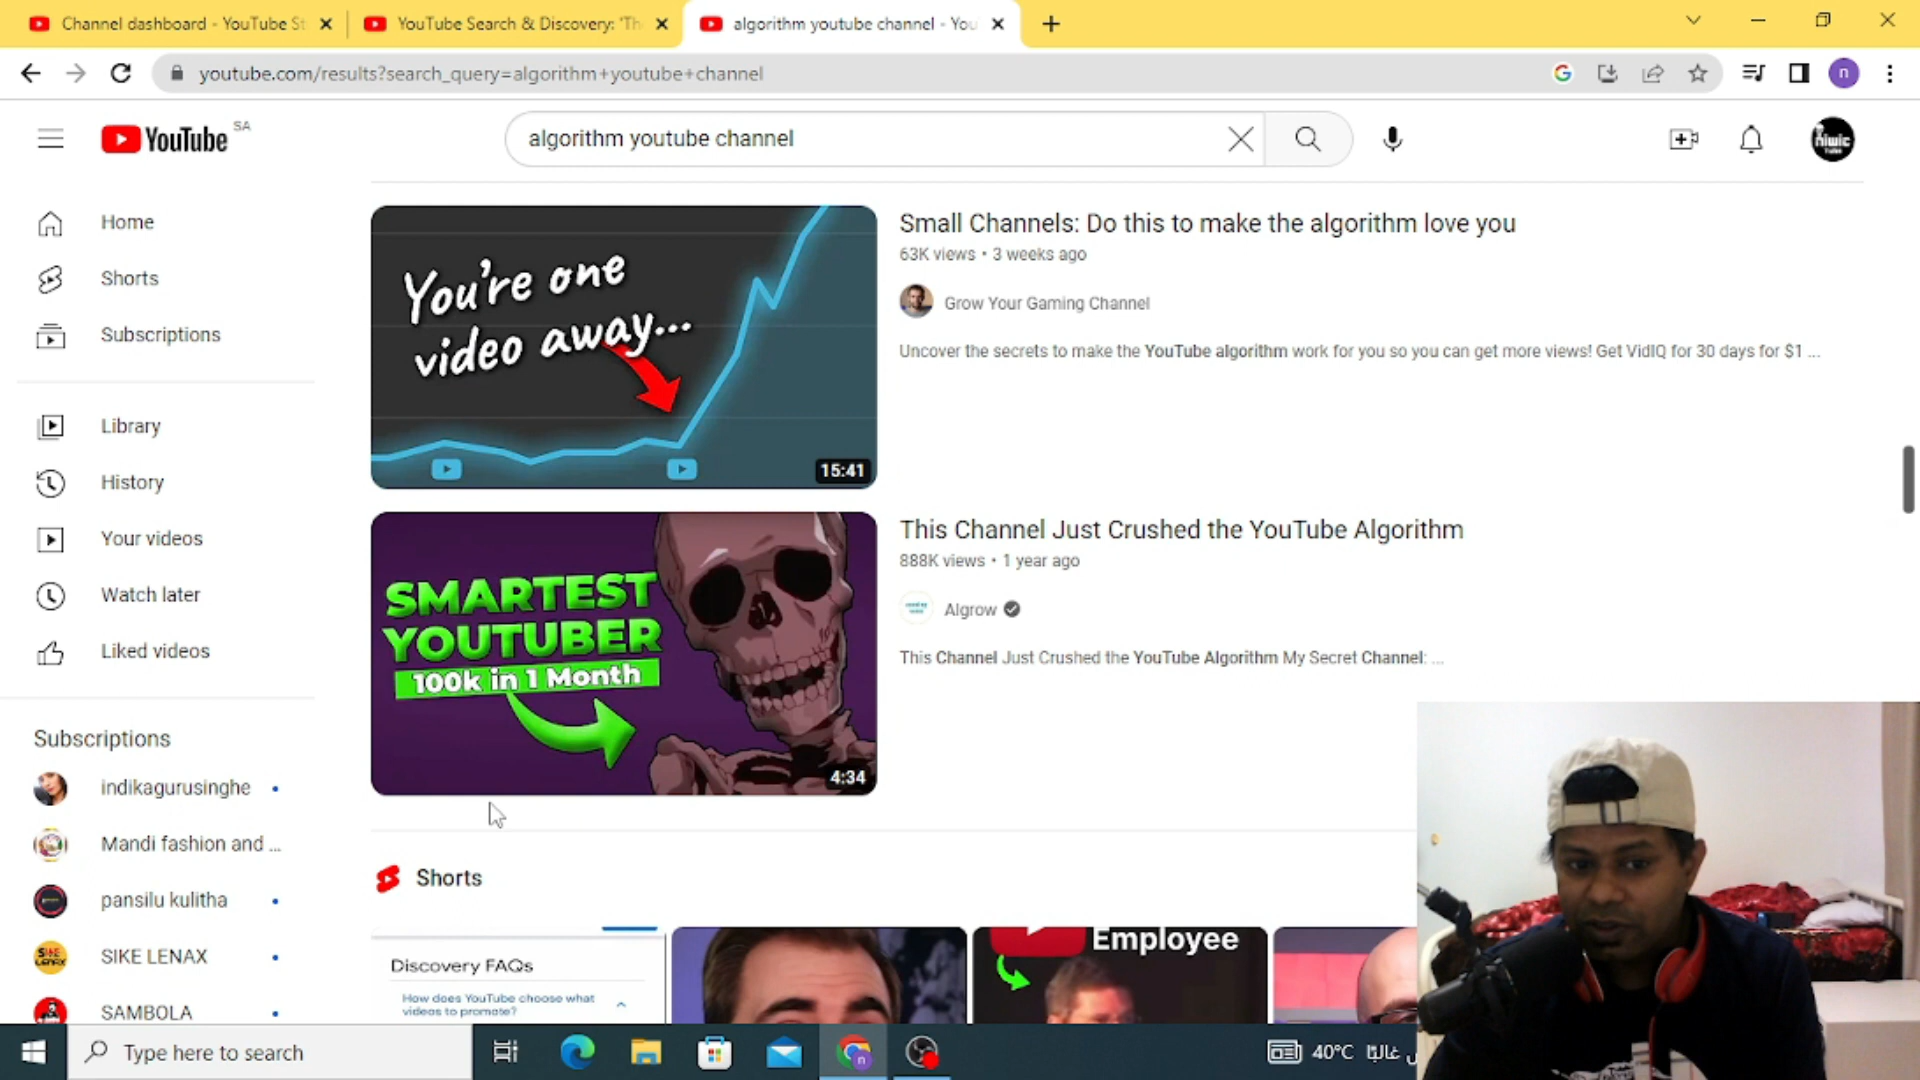 Channel dashboard - YouTube St
YouTube Search & Discovery: 'Th
algorithm youtube channel - You
youtube.com/results?search_query=algorithm+youtube+channel
n
YouTube SA
algorithm youtube channel
niwic
Home
Shorts
Subscriptions
Library
History
Your videos
Watch later
Liked videos
Subscriptions
indikagurusinghe
Mandi fashion and ...
pansilu kulitha
SIKE LENAX
SAMBOLA
You're one
video away...
15:41
Small Channels: Do this to make the algorithm love you
63K views • 3 weeks ago
Grow Your Gaming Channel
Uncover the secrets to make the YouTube algorithm work for you so you can get more views! Get VidIQ for 30 days for $1 ...
SMARTEST
YOUTUBER
100k in 1 Month
4:34
This Channel Just Crushed the YouTube Algorithm
888K views • 1 year ago
Algrow
This Channel Just Crushed the YouTube Algorithm My Secret Channel: ...
Shorts
Discovery FAQs
How does YouTube choose what
videos to promote?
Employee
Type here to search
40°C غالبًا